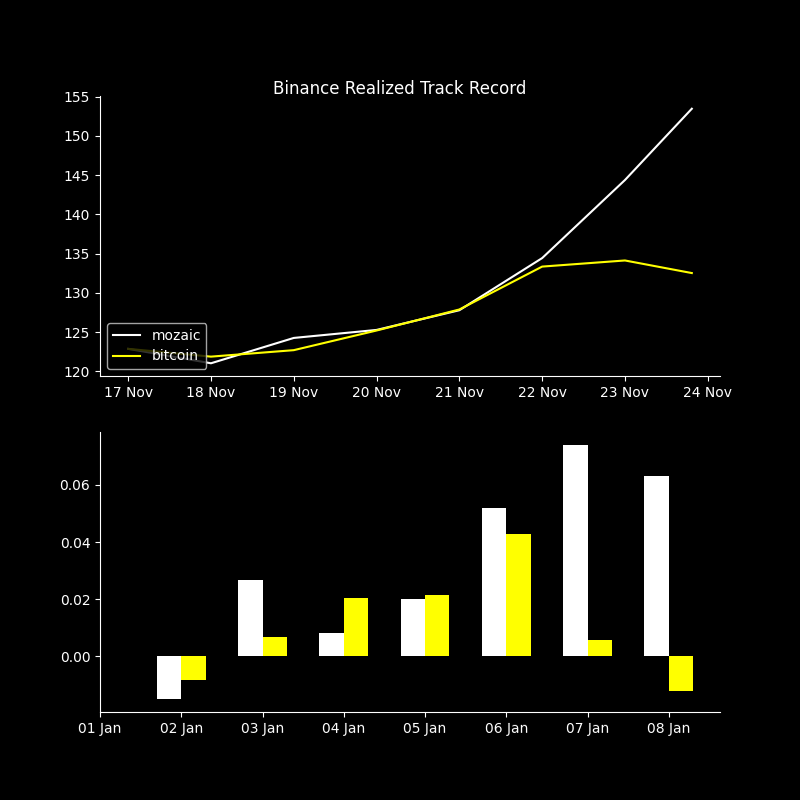 Binance Realized Track Record
155
150
145
140
135
130
125
120
mozaic
bitcoin
17 Nov 18 Nov 19 Nov 20 Nov 21 Nov 22 Nov 23 Nov 24 Nov
0.06
0.04
0.02
0.00
01 Jan 02 Jan 03 Jan 04 Jan 05 Jan 06 Jan 07 Jan 08 Jan